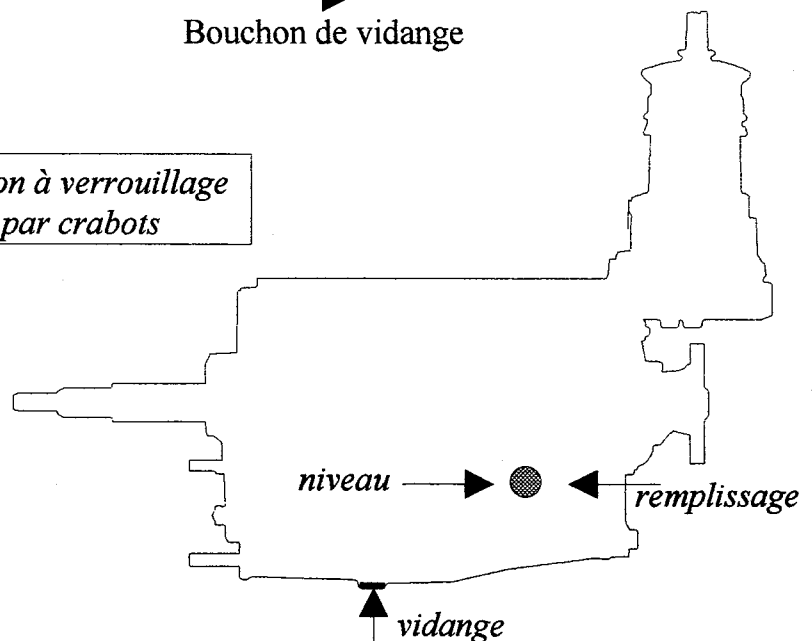 Bouchon de vidange
on à verrouillage
par crabots
niveau
remplissage
vidange